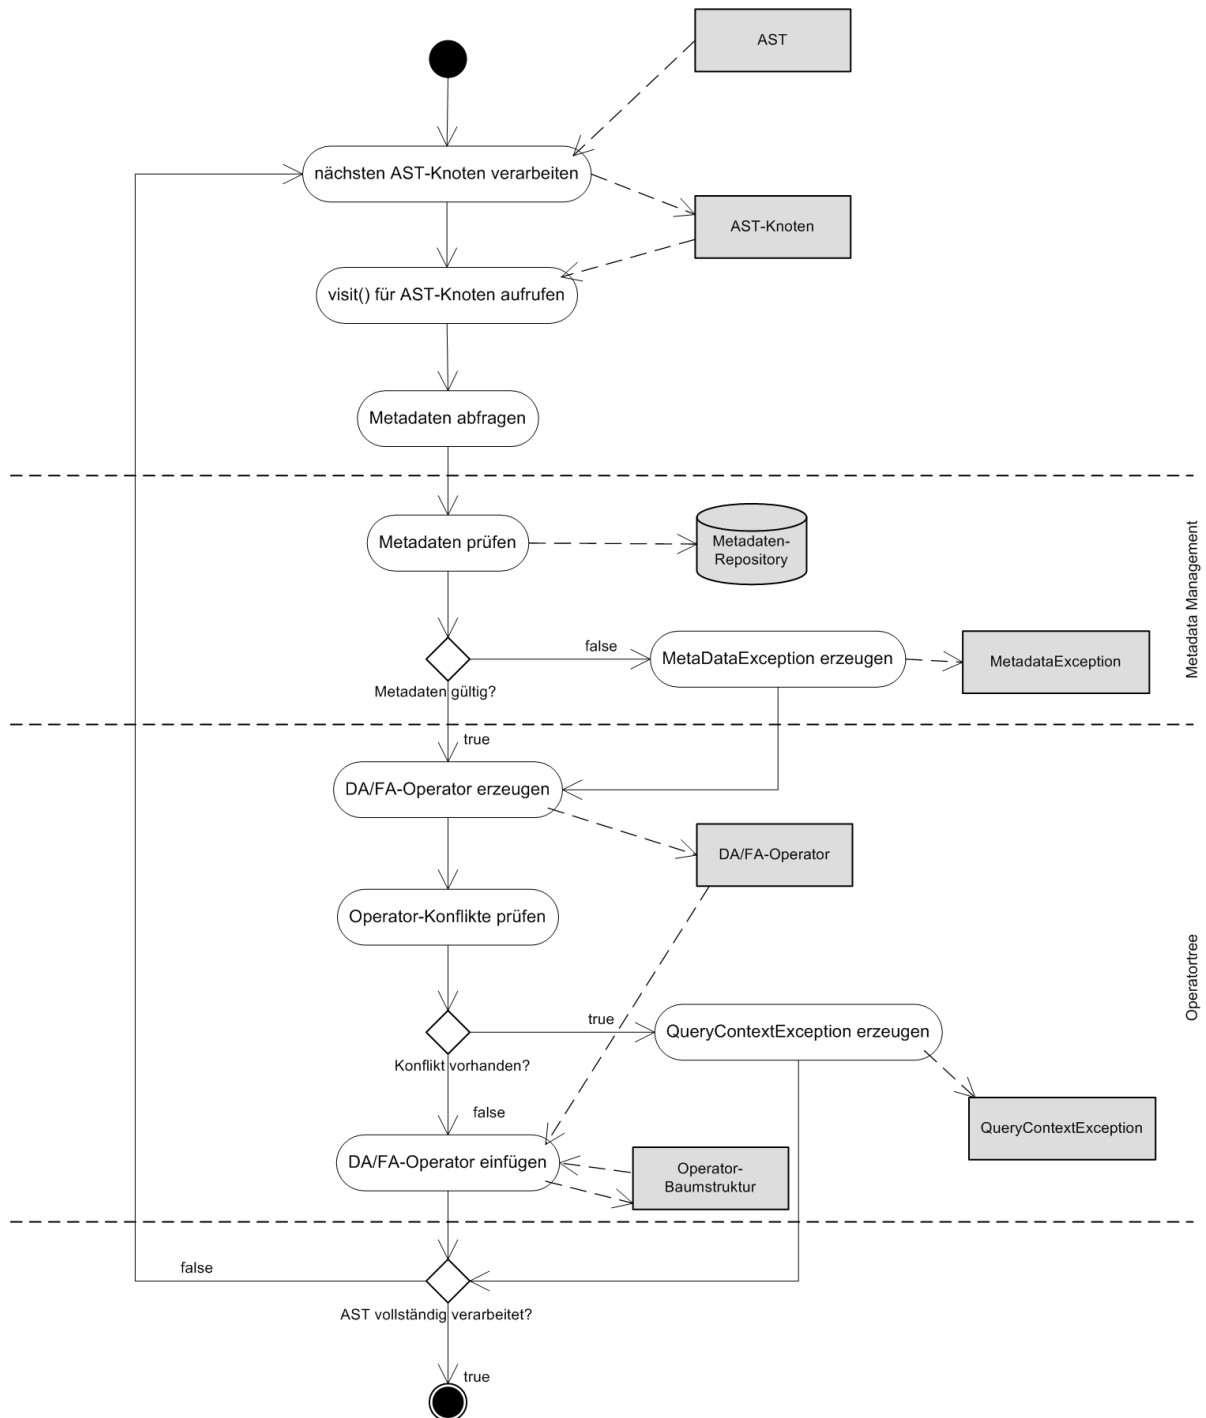 AST
nächsten AST-Knoten verarbeiten
AST-Knoten
visit() für AST-Knoten aufrufen
Metadaten abfragen
Metadaten prüfen
Metadaten-
Repository
Metadata Management
false
MetaDataException erzeugen
MetadataException
Metadaten gültig?
true
DA/FA-Operator erzeugen
DA/FA-Operator
Operator-Konflikte prüfen
Operatortree
true
QueryContextException erzeugen
Konflikt vorhanden?
false
QueryContextException
DA/FA-Operator einfügen
Operator-
Baumstruktur
false
AST vollständig verarbeitet?
true